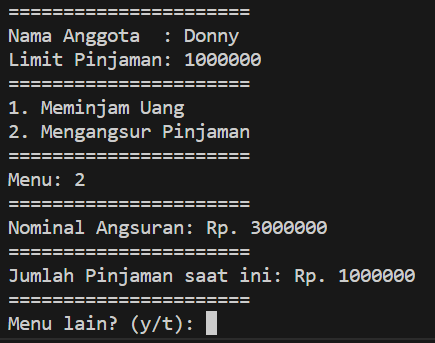 ======================
Nama Anggota  : Donny
Limit Pinjaman: 1000000
======================
1. Meminjam Uang
2. Mengangsur Pinjaman
======================
Menu: 2
======================
Nominal Angsuran: Rp. 3000000
======================
Jumlah Pinjaman saat ini: Rp. 1000000
======================
Menu lain? (y/t):